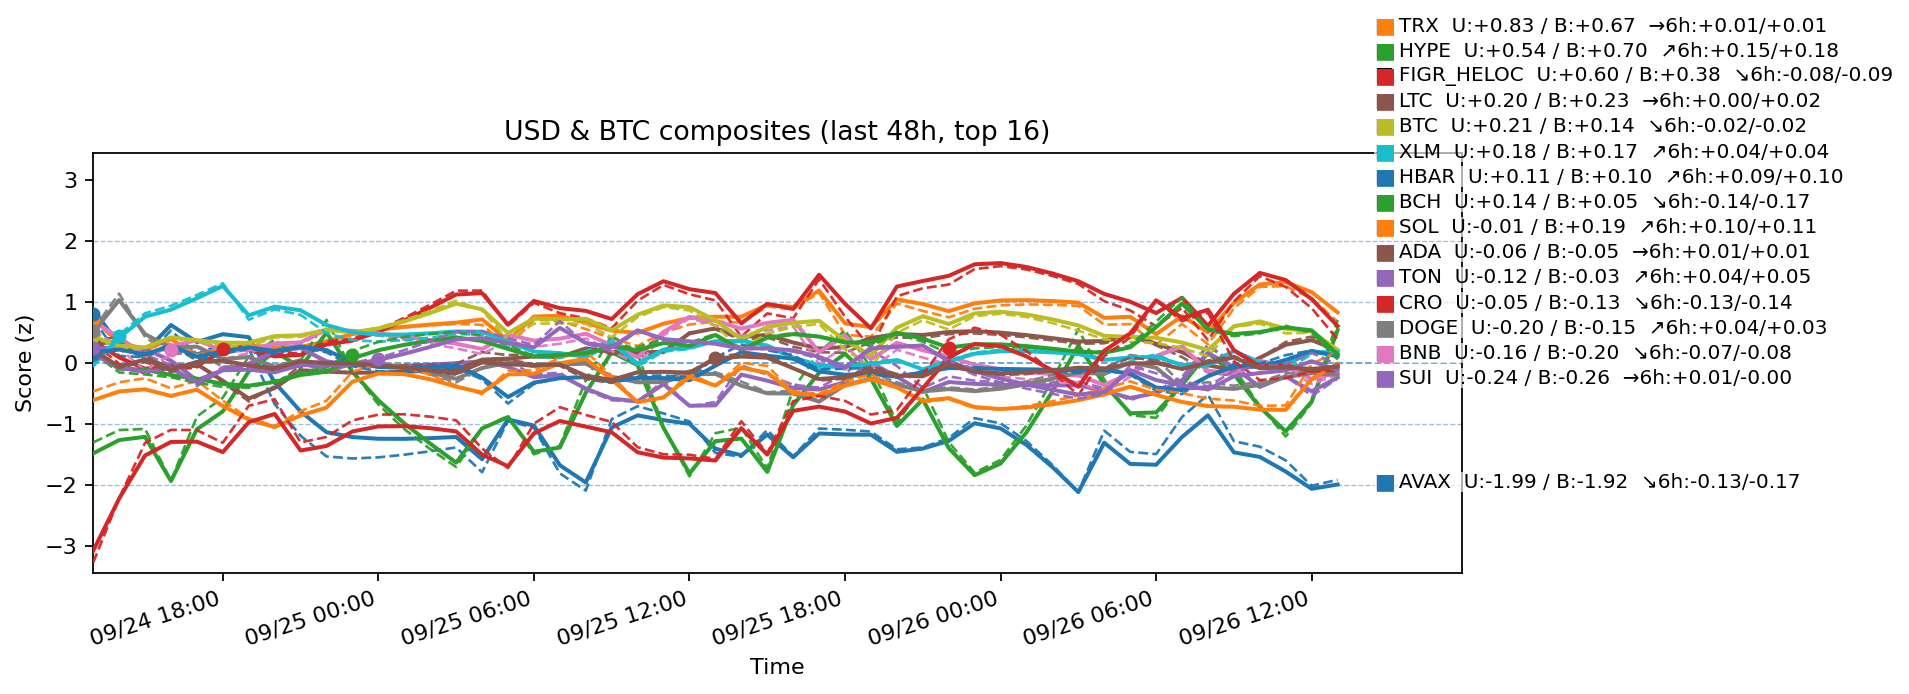 TRX  U:+0.83 / B:+0.67  →6h:+0.01/+0.01
HYPE  U:+0.54 / B:+0.70  ↗6h:+0.15/+0.18
FIGR_HELOC  U:+0.60 / B:+0.38  ↘6h:-0.08/-0.09
LTC  U:+0.20 / B:+0.23  →6h:+0.00/+0.02
BTC  U:+0.21 / B:+0.14  ↘6h:-0.02/-0.02
XLM  U:+0.18 / B:+0.17  ↗6h:+0.04/+0.04
HBAR  U:+0.11 / B:+0.10  ↗6h:+0.09/+0.10
BCH  U:+0.14 / B:+0.05  ↘6h:-0.14/-0.17
SOL  U:-0.01 / B:+0.19  ↗6h:+0.10/+0.11
ADA  U:-0.06 / B:-0.05  →6h:+0.01/+0.01
TON  U:-0.12 / B:-0.03  ↗6h:+0.04/+0.05
CRO  U:-0.05 / B:-0.13  ↘6h:-0.13/-0.14
DOGE  U:-0.20 / B:-0.15  ↗6h:+0.04/+0.03
BNB  U:-0.16 / B:-0.20  ↘6h:-0.07/-0.08
SUI  U:-0.24 / B:-0.26  →6h:+0.01/-0.00
AVAX  U:-1.99 / B:-1.92  ↘6h:-0.13/-0.17
USD & BTC composites (last 48h, top 16)
Score (z)
3
2
1
0
−1
−2
−3
09/24 18:00
09/25 00:00
09/25 06:00
09/25 12:00
09/25 18:00
09/26 00:00
09/26 06:00
09/26 12:00
Time